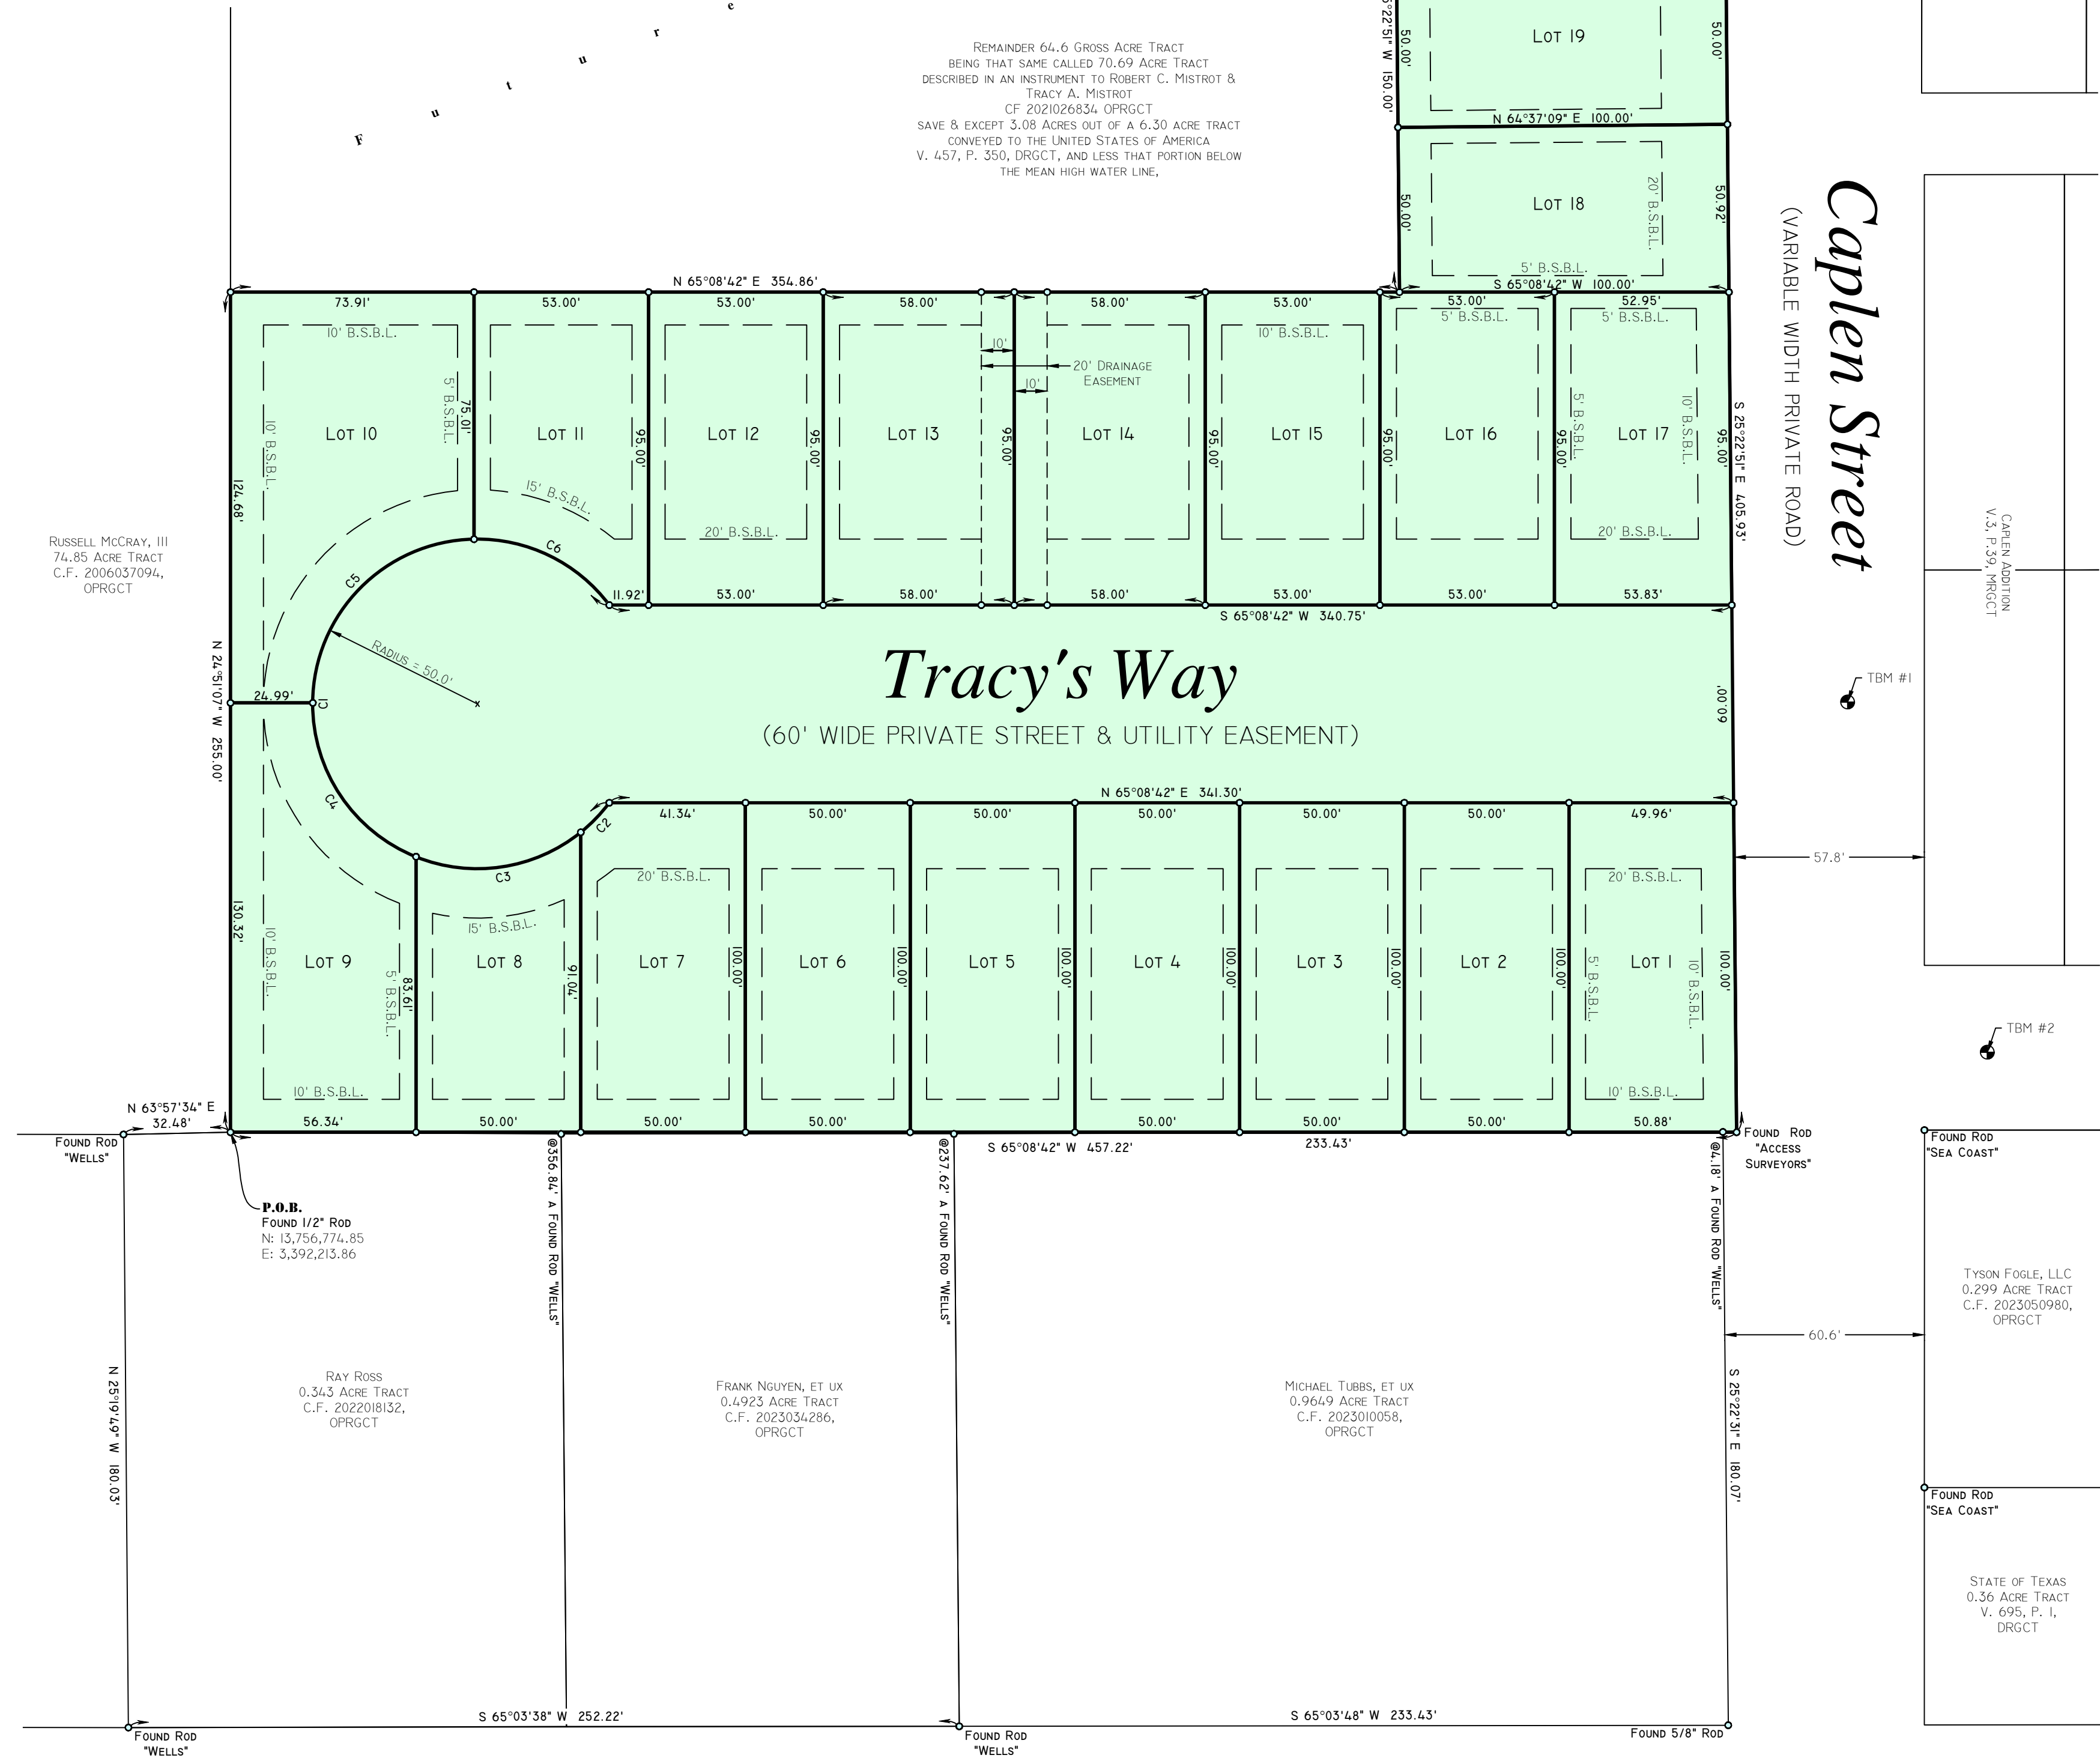 F u t u r e
REMAINDER 64.6 GROSS ACRE TRACT
BEING THAT SAME CALLED 70.69 ACRE TRACT
DESCRIBED IN AN INSTRUMENT TO ROBERT C. MISTROT &
TRACY A. MISTROT
CF 2021026834 OPRGCT
SAVE & EXCEPT 3.08 ACRES OUT OF A 6.30 ACRE TRACT
CONVEYED TO THE UNITED STATES OF AMERICA
V. 457, P. 350, DRGCT, AND LESS THAT PORTION BELOW
THE MEAN HIGH WATER LINE,
°22'51" W 150.00'
50.00'
LOT 19
50.00'
N 64°37'09" E 100.00'
50.00'
LOT 18
20' B.S.B.L.
50.92'
5' B.S.B.L.
S 65°08'42" W 100.00'
Caplen Street
(VARIABLE WIDTH PRIVATE ROAD)
N 65°08'42" E 354.86'
73.91'
53.00'
53.00'
58.00'
58.00'
53.00'
53.00'
52.95'
10' B.S.B.L.
10' B.S.B.L.
5' B.S.B.L.
5' B.S.B.L.
10'
20' DRAINAGE
EASEMENT
10'
5' B.S.B.L.
75.01'
10' B.S.B.L.
LOT 10
LOT 11
95.00'
LOT 12
95.00'
LOT 13
95.00'
LOT 14
95.00'
LOT 15
95.00'
LOT 16
95.00'
5' B.S.B.L.
LOT 17
10' B.S.B.L.
95.00'
S 25°22'51" E 405.93'
124.68'
15' B.S.B.L.
20' B.S.B.L.
20' B.S.B.L.
C6
C5
RUSSELL MCCRAY, III
74.85 ACRE TRACT
C.F. 2006037094,
OPRGCT
CAPLEN ADDITION
V.3, P.39, MRGCT
11.92'
53.00'
58.00'
58.00'
53.00'
53.00'
53.83'
S 65°08'42" W 340.75'
RADIUS = 50.0'
x
24.99'
C1
N 24°51'07" W 255.00'
Tracy's Way
(60' WIDE PRIVATE STREET & UTILITY EASEMENT)
60.00'
TBM #1
C4
C2
C3
N 65°08'42" E 341.30'
41.34'
50.00'
50.00'
50.00'
50.00'
50.00'
49.96'
57.8'
20' B.S.B.L.
20' B.S.B.L.
15' B.S.B.L.
130.32'
10' B.S.B.L.
LOT 9
5' B.S.B.L.
83.61'
LOT 8
91.04'
LOT 7
100.00'
LOT 6
100.00'
LOT 5
100.00'
LOT 4
100.00'
LOT 3
100.00'
LOT 2
100.00'
5' B.S.B.L.
LOT 1
10' B.S.B.L.
100.00'
TBM #2
10' B.S.B.L.
10' B.S.B.L.
N 63°57'34" E
32.48'
56.34'
50.00'
50.00'
50.00'
50.00'
50.00'
50.00'
50.88'
S 65°08'42" W 457.22'
233.43'
FOUND ROD
"WELLS"
FOUND ROD
"ACCESS
SURVEYORS"
FOUND ROD
"SEA COAST"
@356.84' A FOUND ROD "WELLS"
@237.62' A FOUND ROD "WELLS"
@4.18' A FOUND ROD "WELLS"
P.O.B.
FOUND 1/2" ROD
N: 13,756,774.85
E: 3,392,213.86
TYSON FOGLE, LLC
0.299 ACRE TRACT
C.F. 2023050980,
OPRGCT
60.6'
N 25°19'49" W 180.03'
RAY ROSS
0.343 ACRE TRACT
C.F. 2022018132,
OPRGCT
FRANK NGUYEN, ET UX
0.4923 ACRE TRACT
C.F. 2023034286,
OPRGCT
MICHAEL TUBBS, ET UX
0.9649 ACRE TRACT
C.F. 2023010058,
OPRGCT
S 25°22'31" E 180.07'
FOUND ROD
"SEA COAST"
STATE OF TEXAS
0.36 ACRE TRACT
V. 695, P. 1,
DRGCT
S 65°03'38" W 252.22'
S 65°03'48" W 233.43'
FOUND ROD
"WELLS"
FOUND ROD
"WELLS"
FOUND 5/8" ROD